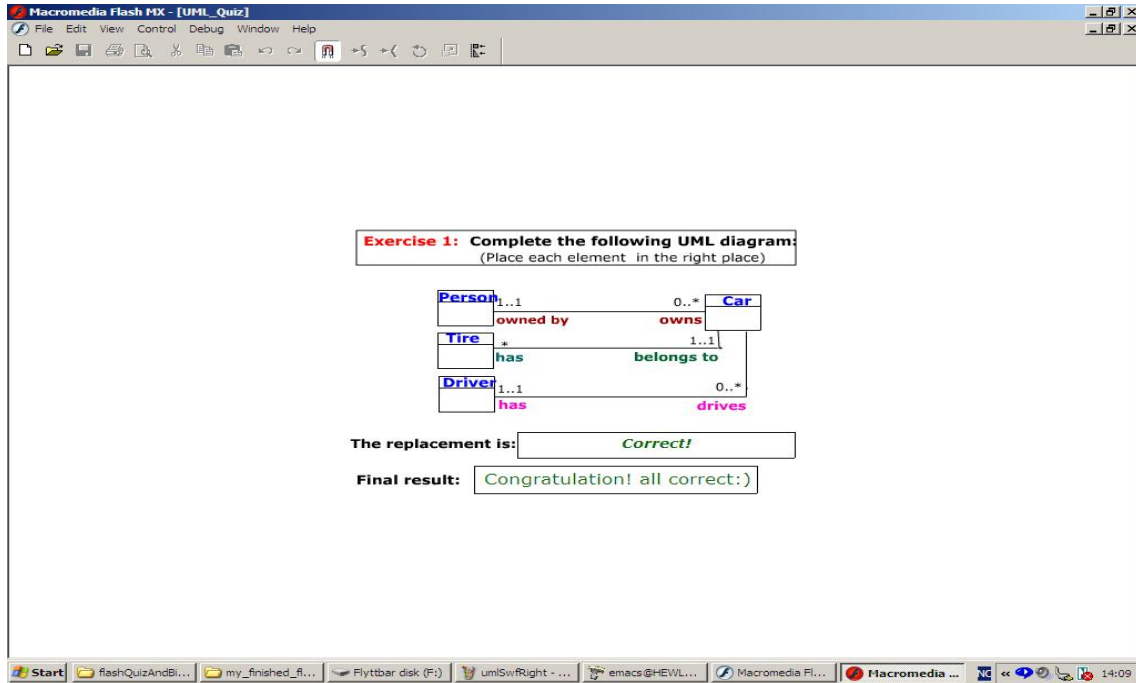 Macromedia Flash MX - [UML_Quiz]
File Edit View Control Debug Window Help
Exercise 1: Complete the following UML diagram:
(Place each element in the right place)
Person 1..1 0..* Car
owned by owns
Tire * 1..1
has belongs to
Driver 1..1 0..*
has drives
The replacement is: Correct!
Final result: Congratulation! all correct:)
Start flashQuizAndBi... my_finished_fl... Flyttbar disk (F:) umlSwfRight - ... emacs@HEWL... Macromedia Fl... Macromedia ... NO « 14:09